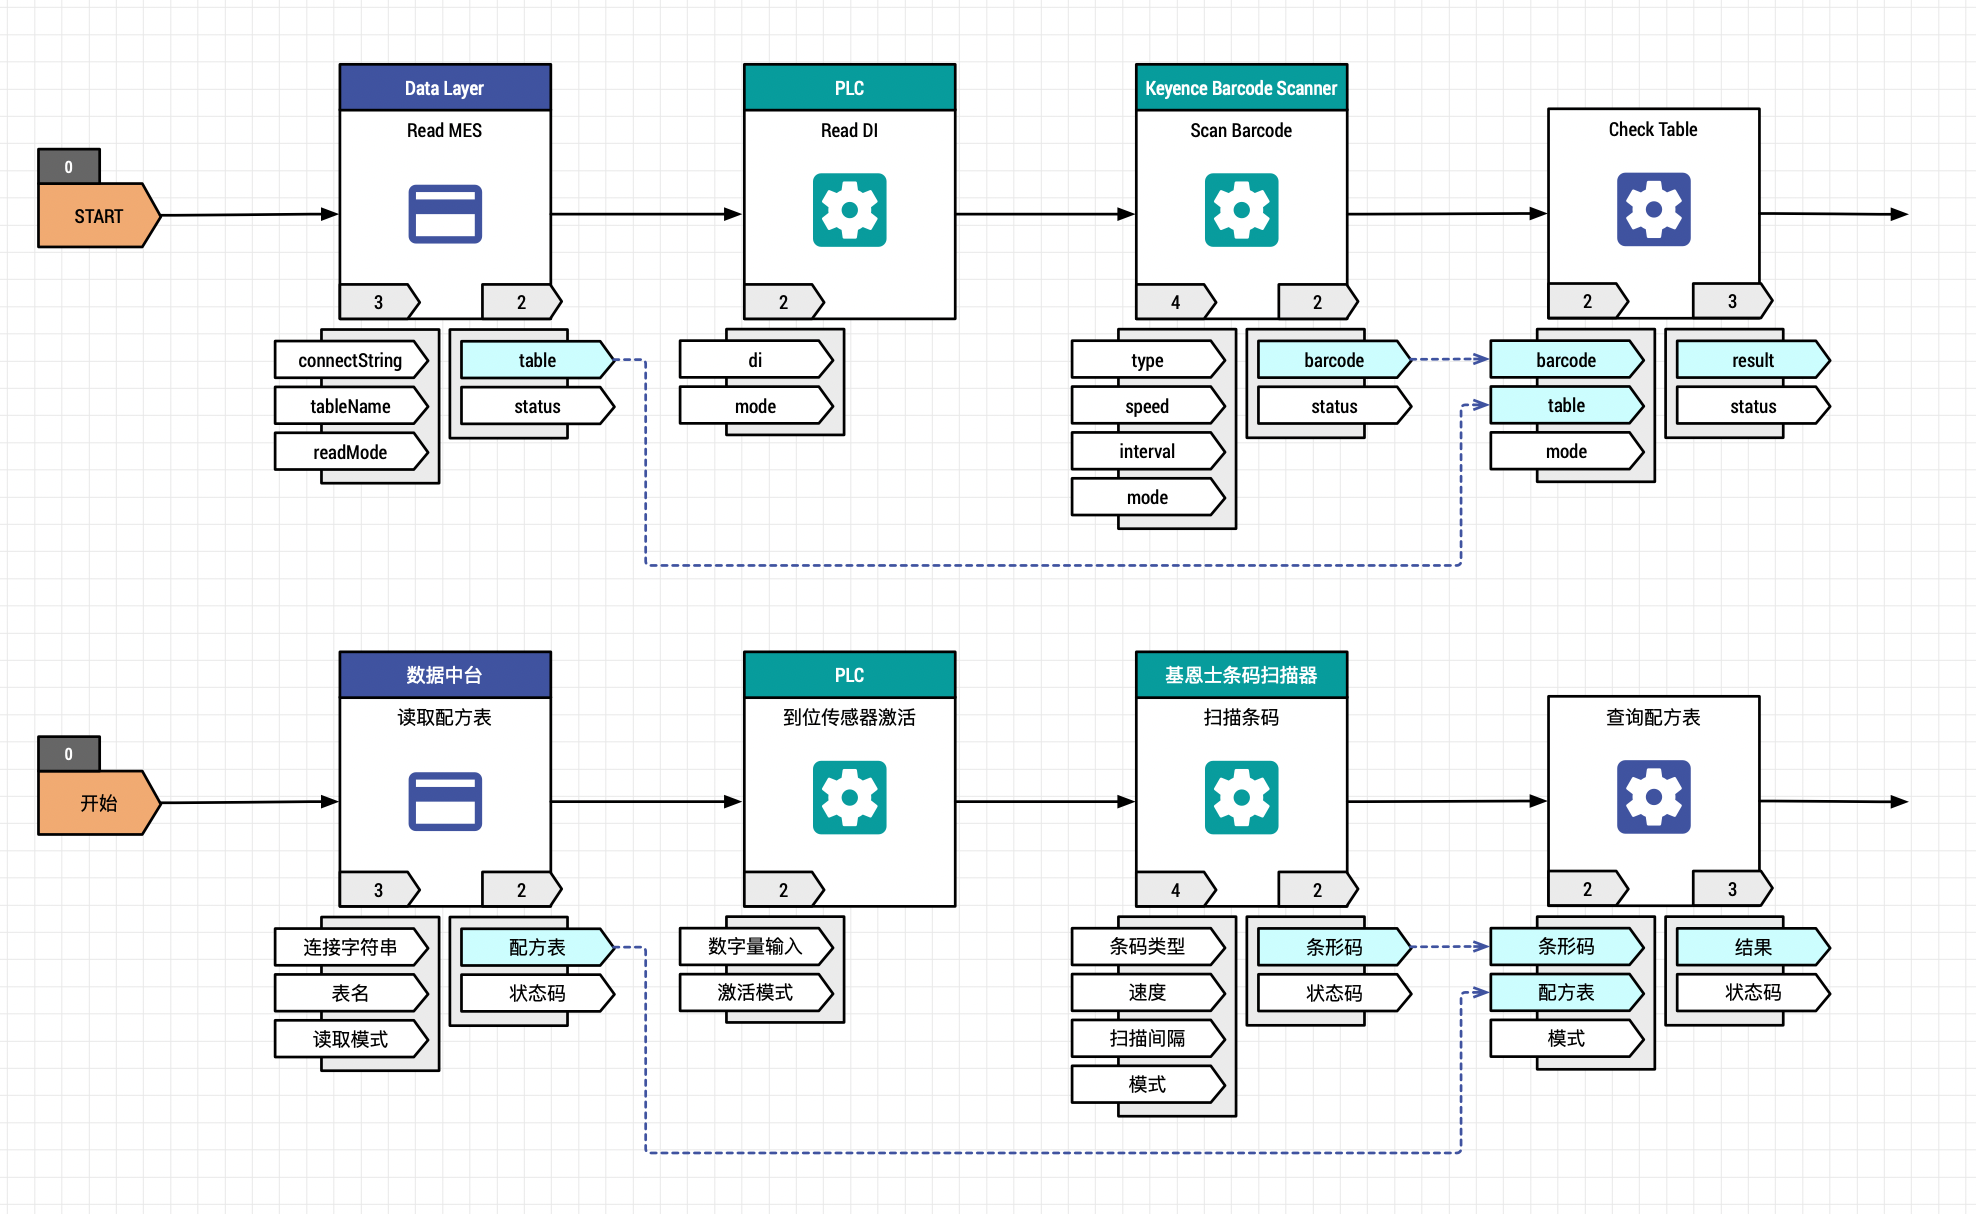 Data Layer
PLC
Keyence Barcode Scanner
Read MES
Read DI
Scan Barcode
Check Table
0
START
3
2
2
4
2
2
3
connectString
table
di
type
barcode
barcode
result
tableName
status
mode
speed
status
table
status
readMode
interval
mode
mode
数据中台
PLC
基恩士条码扫描器
读取配方表
到位传感器激活
扫描条码
查询配方表
0
开始
3
2
2
4
2
2
3
连接字符串
配方表
数字量输入
条码类型
条形码
条形码
结果
表名
状态码
激活模式
速度
状态码
配方表
状态码
读取模式
扫描间隔
模式
模式